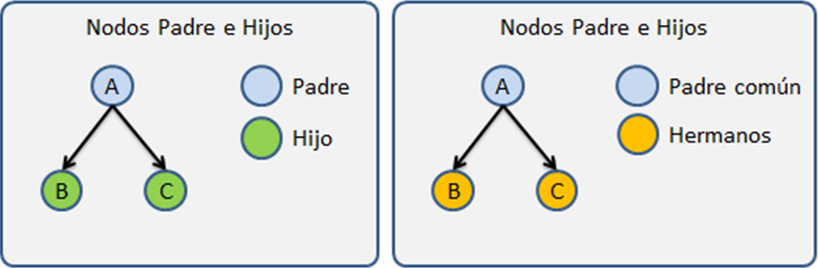 Nodos Padre e Hijos
A
Padre
Hijo
B
C
Nodos Padre e Hijos
A
Padre común
Hermanos
B
C